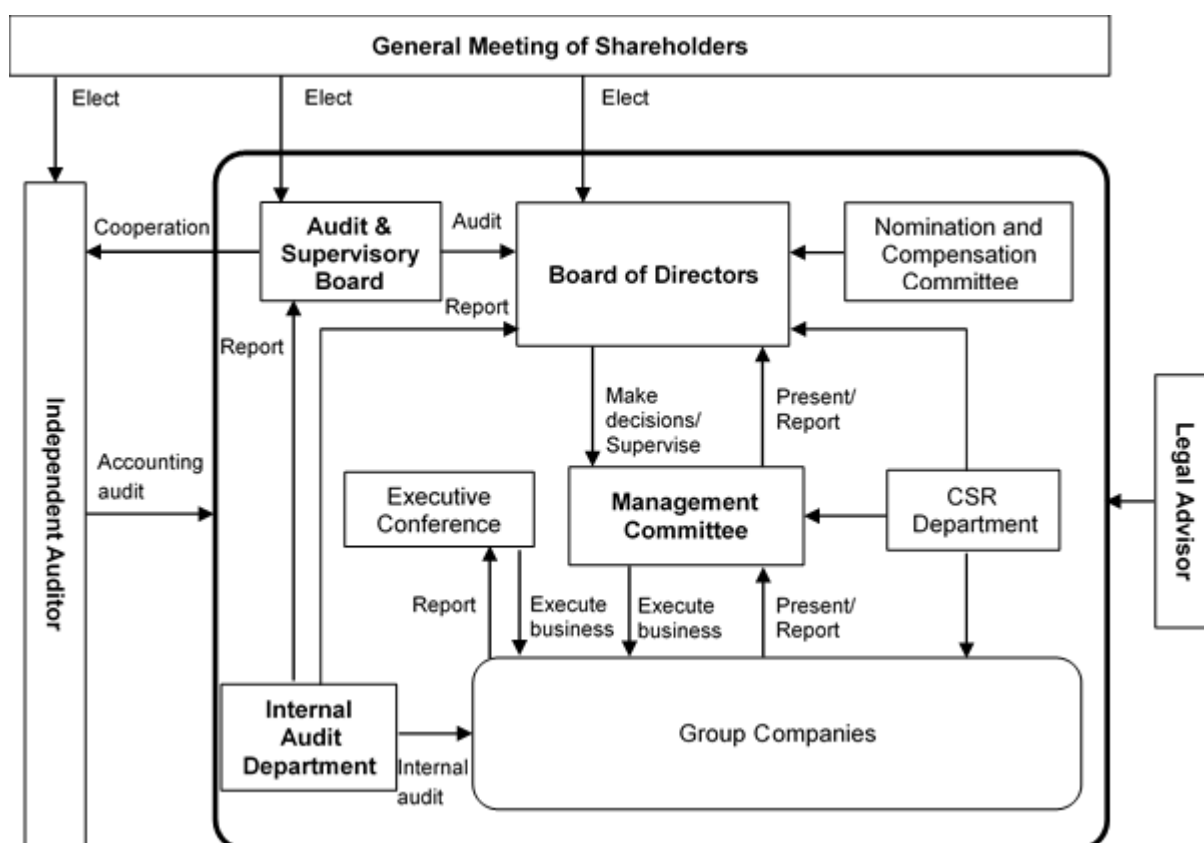 General Meeting of Shareholders
Elect
Elect
Elect
Independent Auditor
Cooperation
Audit &
Supervisory
Board
Audit
Board of Directors
Nomination and
Compensation
Committee
Report
Report
Make
decisions/
Supervise
Present/
Report
Legal Advisor
Accounting
audit
Executive
Conference
Management
Committee
CSR
Department
Report
Execute
business
Execute
business
Present/
Report
Internal
Audit
Department
Internal
audit
Group Companies